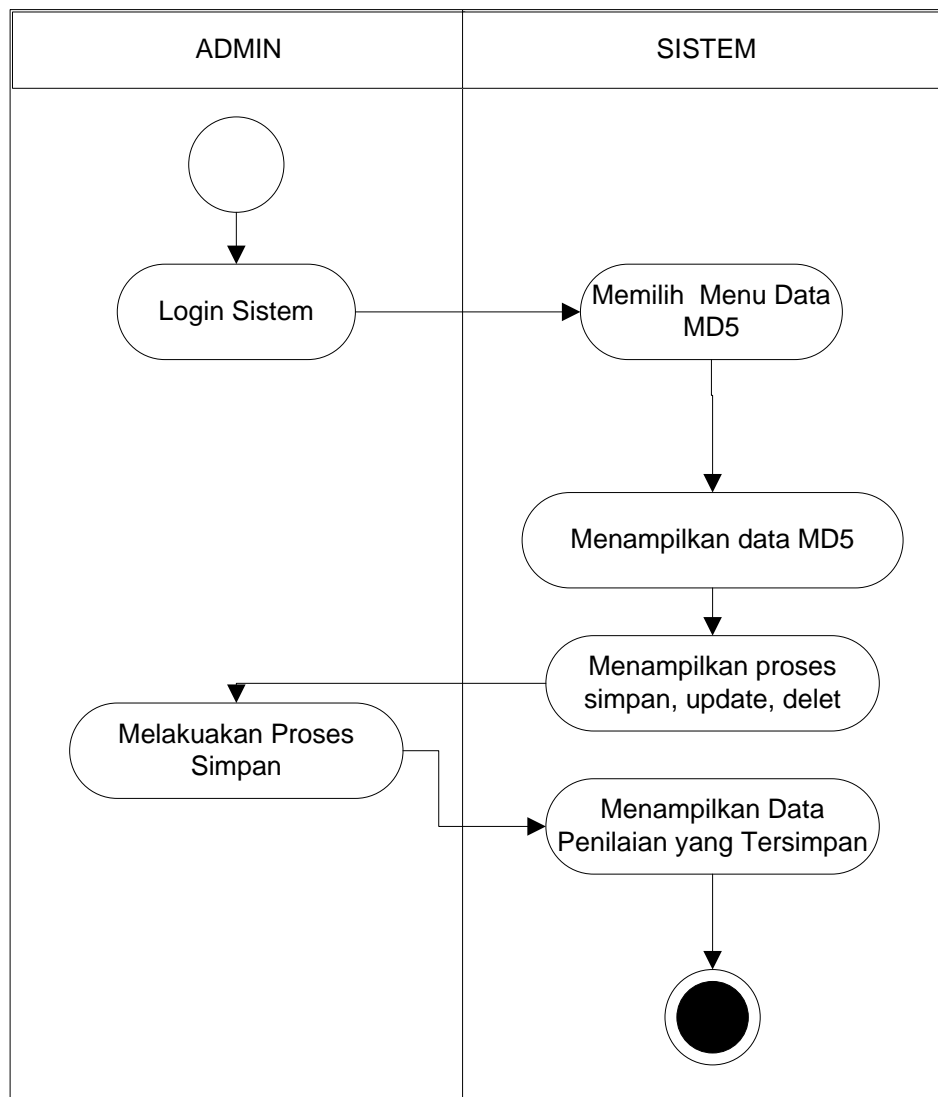 ADMIN
SISTEM
Login Sistem
Memilih  Menu Data
MD5
Menampilkan data MD5
Menampilkan proses
simpan, update, delet
Melakuakan Proses
Simpan
Menampilkan Data
Penilaian yang Tersimpan